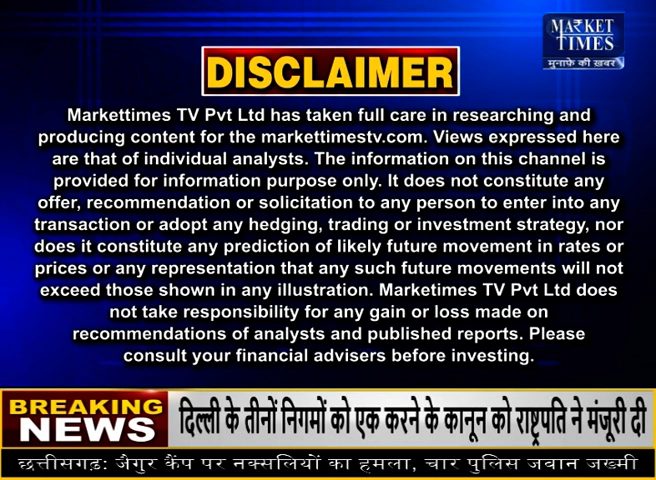 MARKET
TIMES
मुनाफे की ख़बर
DISCLAIMER
Markettimes TV Pvt Ltd has taken full care in researching and
producing content for the markettimestv.com. Views expressed here
are that of individual analysts. The information on this channel is
provided for information purpose only. It does not constitute any
offer, recommendation or solicitation to any person to enter into any
transaction or adopt any hedging, trading or investment strategy, nor
does it constitute any prediction of likely future movement in rates or
prices or any representation that any such future movements will not
exceed those shown in any illustration. Marketimes TV Pvt Ltd does
not take responsibility for any gain or loss made on
recommendations of analysts and published reports. Please
consult your financial advisers before investing.
BREAKING
NEWS
दिल्ली के तीनों निगमों को एक करने के कानून को राष्ट्रपति ने मंजूरी दी
छत्तीसगढ़: जैगुर कैंप पर नक्सलियों का हमला, चार पुलिस जवान जख्मी